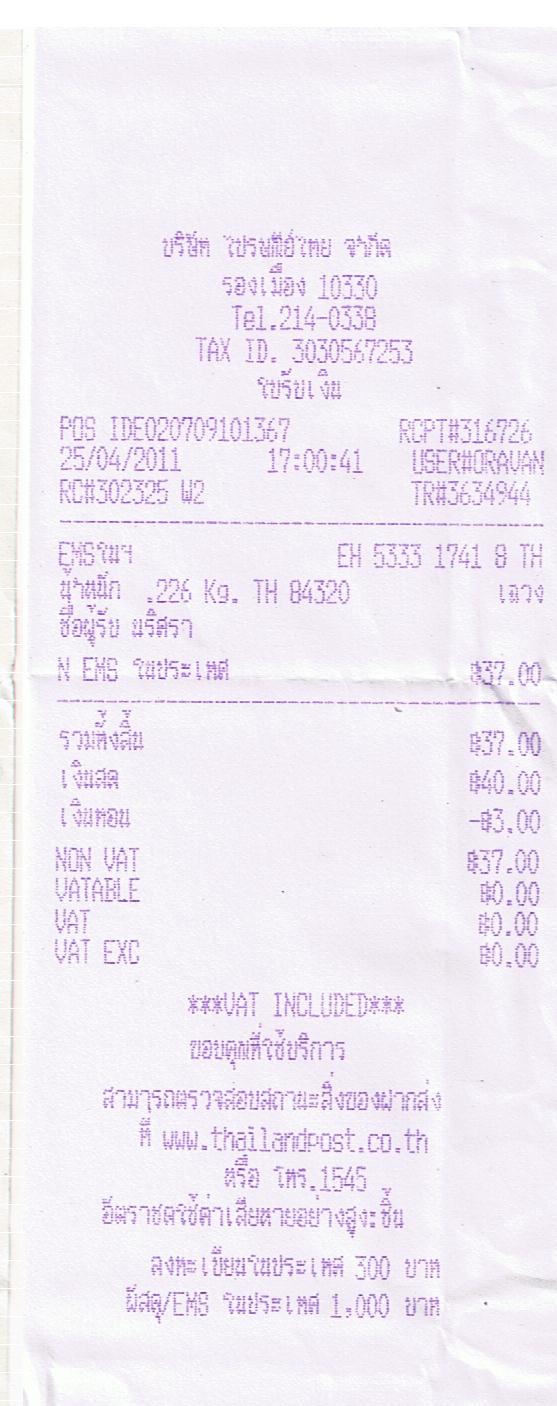 บริษัท ไปรษณีย์ไทย จำกัด
รองเมือง 10330
Tel.214-0338
TAX ID. 3030567253
ใบรับเงิน
POS IDE020709101367 RCPT#316726
25/04/2011 17:00:41 USER#ORAVAN
RC#302325 W2 TR#3634944
EMSในฯ EH 5333 1741 8 TH
น้ำหนัก .226 Kg. TH 84320
ชื่อผู้รับ นริศรา
N EMS ในประเทศ ฿37.00
รวมทั้งสิ้น ฿37.00
เงินสด ฿40.00
เงินทอน -฿3.00
NON VAT ฿37.00
VATABLE ฿0.00
VAT ฿0.00
VAT EXC ฿0.00
***VAT INCLUDED***
ขอบคุณที่ใช้บริการ
สามารถตรวจสอบสถานะสิ่งของฝากส่ง
ที่ www.thailandpost.co.th
หรือ โทร.1545
อัตราชดใช้ค่าเสียหายอย่างสูง:ชิ้น
ลงทะเบียนในประเทศ 300 บาท
พัสดุ/EMS ในประเทศ 1,000 บาท